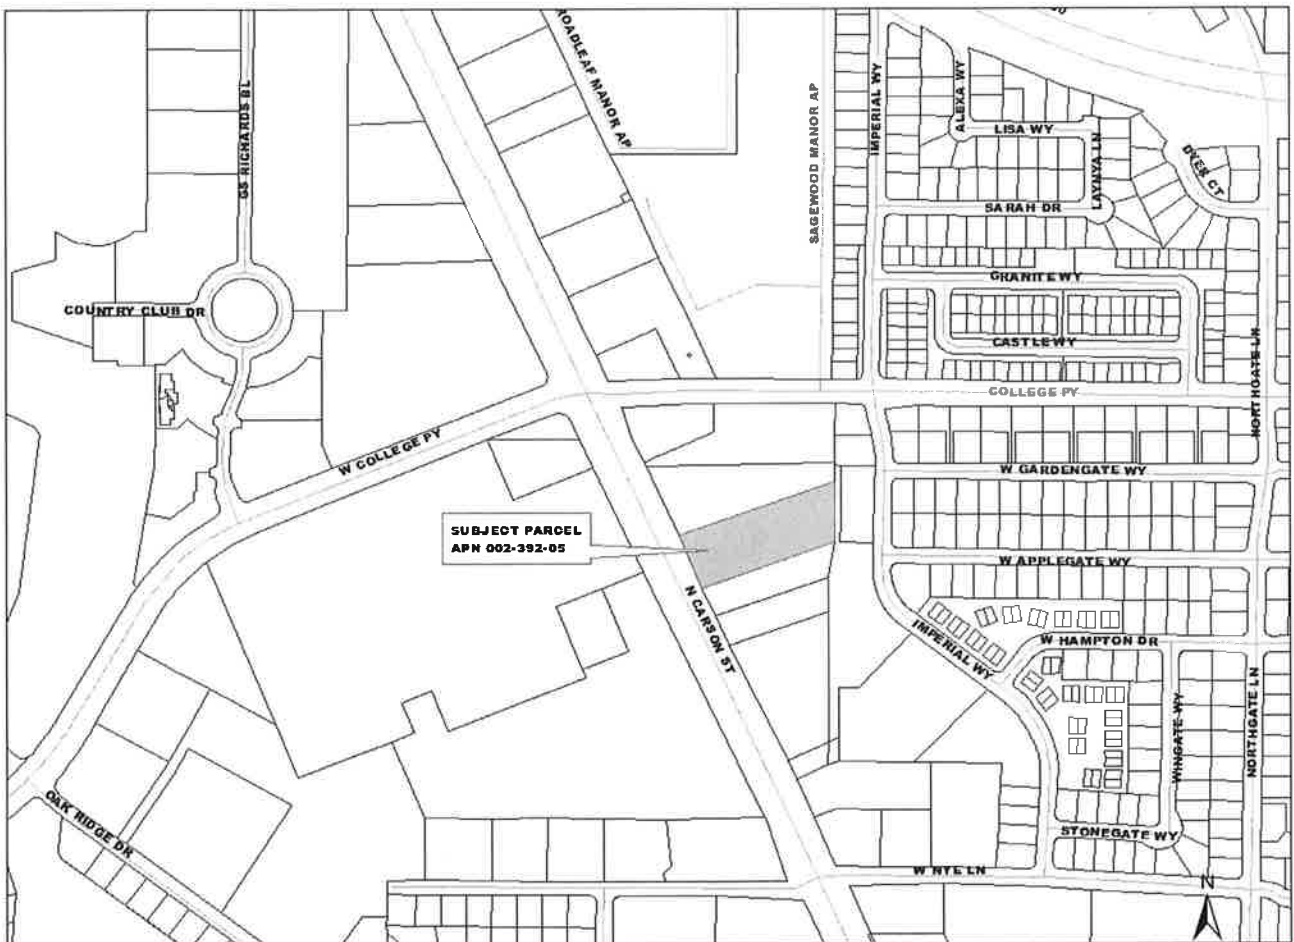 ROADLEAF MANOR AP
GS RICHARDS BL
SAGEWOOD MANOR AP
IMPERIAL WY
ALEXA WY
LISA WY
LAYNYA LN
DYER CT
SARAH DR
GRANITE WY
COUNTRY CLUB DR
CASTLE WY
COLLEGE PY
NORTHGATE LN
W COLLEGE PY
W GARDENGATE WY
SUBJECT PARCEL
APN 002-392-05
W APPLEGATE WY
N CARSON ST
IMPERIAL WY
W HAMPTON DR
WINGATE WY
NORTHGATE LN
OAK RIDGE DR
STONEGATE WY
W NYE LN
N